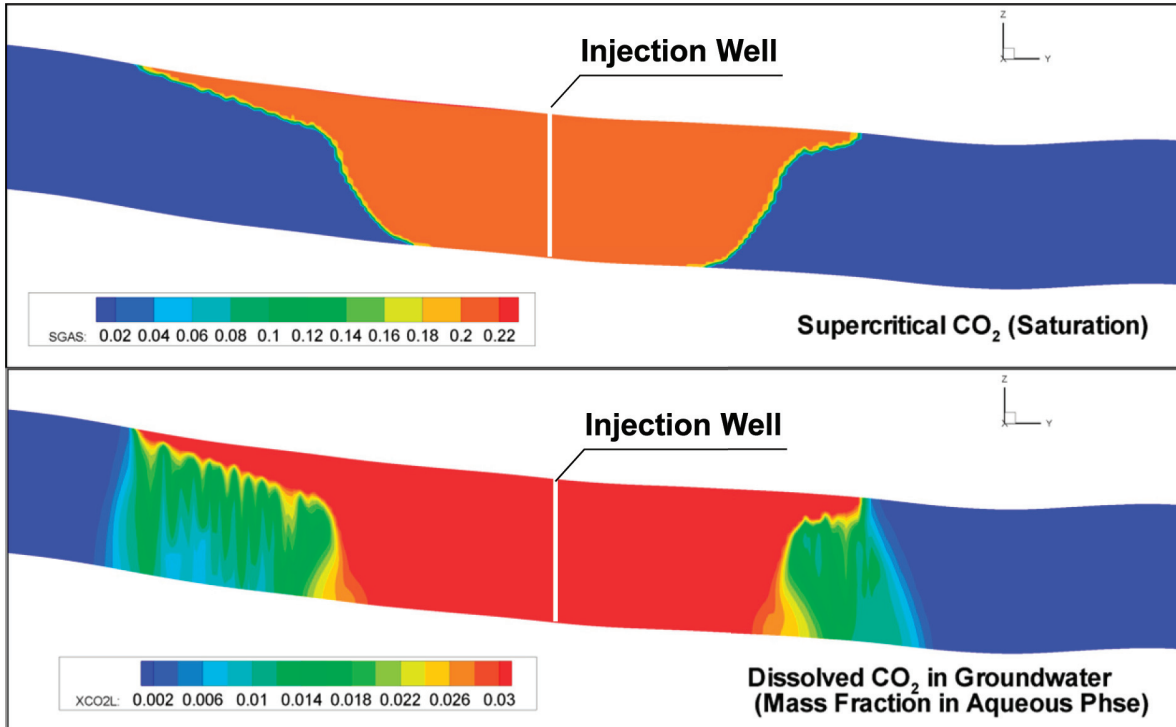 Injection Well
Z
X Y
SGAS: 0.02 0.04 0.06 0.08 0.1 0.12 0.14 0.16 0.18 0.2 0.22
Supercritical CO₂ (Saturation)
Z
X Y
Injection Well
XCO2L: 0.002 0.006 0.01 0.014 0.018 0.022 0.026 0.03
Dissolved CO₂ in Groundwater
(Mass Fraction in Aqueous Phse)